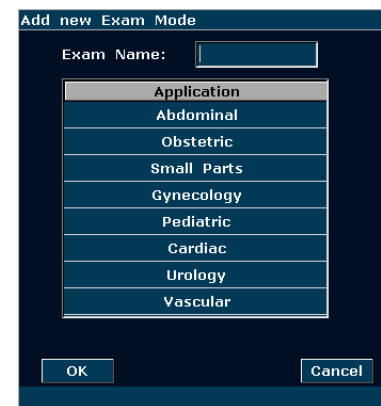 Add new Exam Mode
Exam Name:
Application
Abdominal
Obstetric
Small Parts
Gynecology
Pediatric
Cardiac
Urology
Vascular
OK Cancel